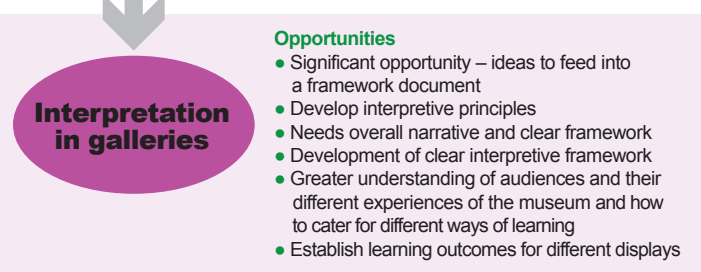 Interpretation
in galleries
Opportunities
● Significant opportunity – ideas to feed into
a framework document
● Develop interpretive principles
● Needs overall narrative and clear framework
● Development of clear interpretive framework
● Greater understanding of audiences and their
different experiences of the museum and how
to cater for different ways of learning
● Establish learning outcomes for different displays